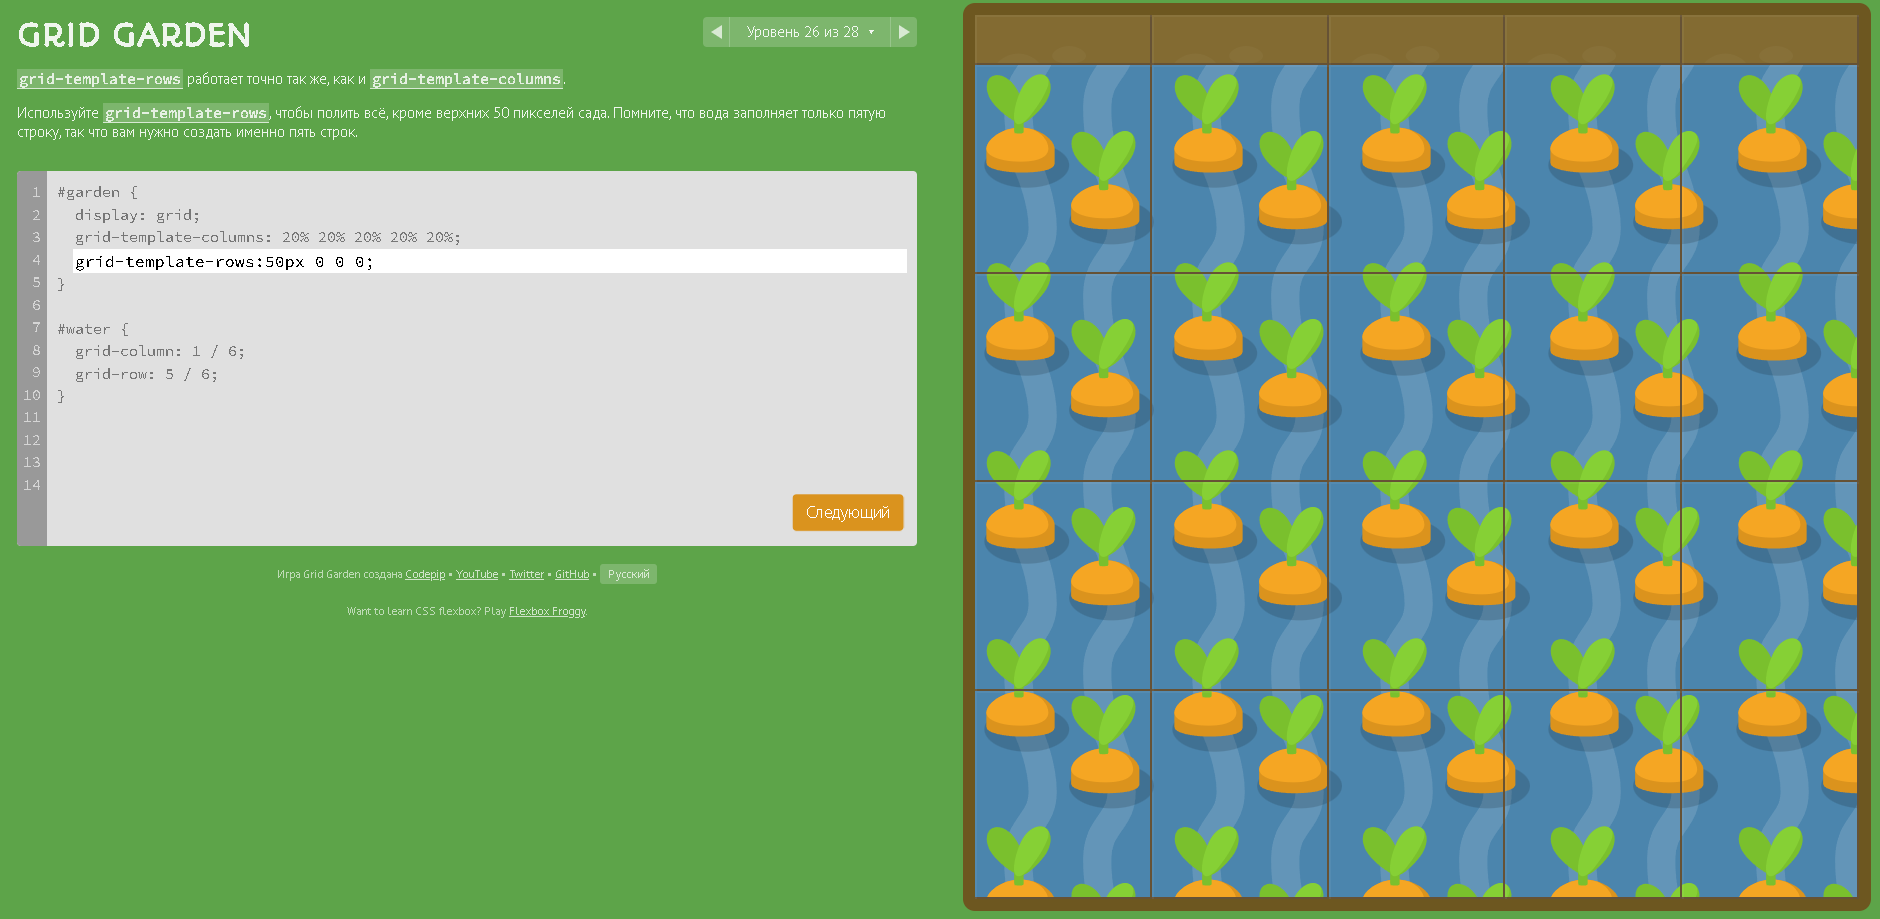 GRID GARDEN
Уровень 26 из 28
grid-template-rows работает точно так же, как и grid-template-columns.
Используйте grid-template-rows, чтобы полить всё, кроме верхних 50 пикселей сада. Помните, что вода заполняет только пятую
строку, так что вам нужно создать именно пять строк.
1 #garden {
2 display: grid;
3 grid-template-columns: 20% 20% 20% 20% 20%;
4 grid-template-rows:50px 0 0 0;
5 }
6
7 #water {
8 grid-column: 1 / 6;
9 grid-row: 5 / 6;
10 }
11
12
13
14
Следующий
Игра Grid Garden создана Codepip • YouTube • Twitter • GitHub • Русский
Want to learn CSS flexbox? Play Flexbox Froggy.